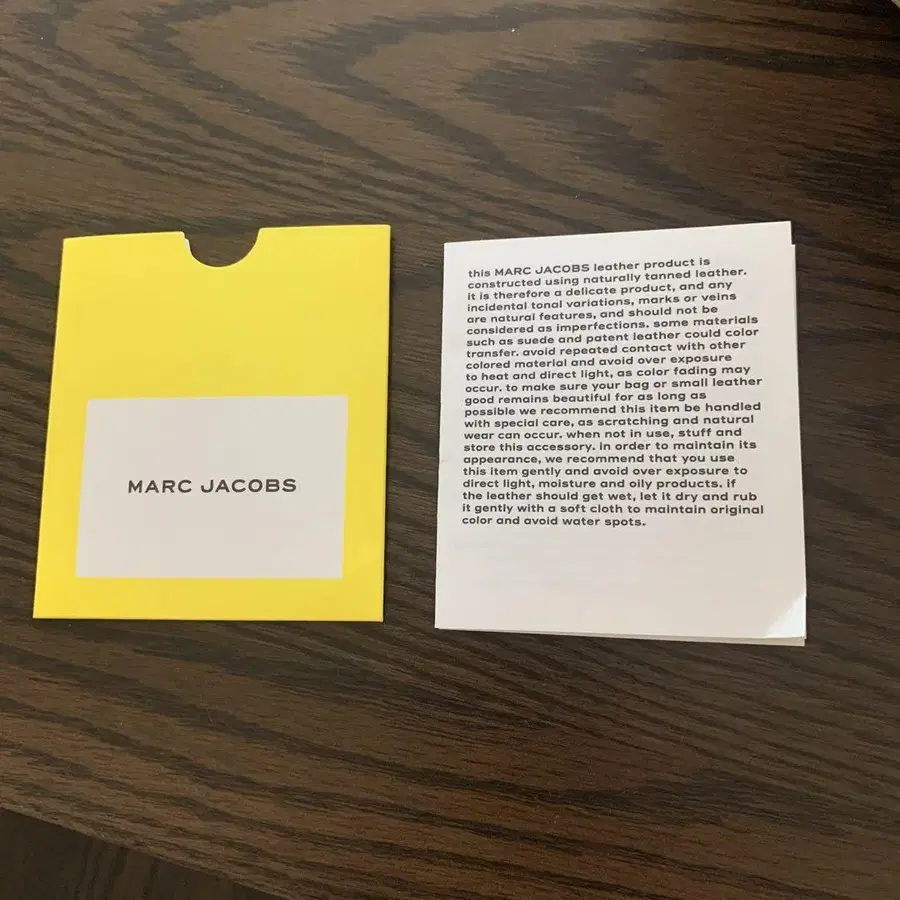 MARC JACOBS
this MARC JACOBS leather product is
constructed using naturally tanned leather.
it is therefore a delicate product, and any
incidental tonal variations, marks or veins
are natural features, and should not be
considered as imperfections. some materials
such as suede and patent leather could color
transfer. avoid repeated contact with other
colored material and avoid over exposure
to heat and direct light, as color fading may
occur. to make sure your bag or small leather
good remains beautiful for as long as
possible we recommend this item be handled
with special care, as scratching and natural
wear can occur. when not in use, stuff and
store this accessory. in order to maintain its
appearance, we recommend that you use
this item gently and avoid over exposure to
direct light, moisture and oily products. if
the leather should get wet, let it dry and rub
it gently with a soft cloth to maintain original
color and avoid water spots.